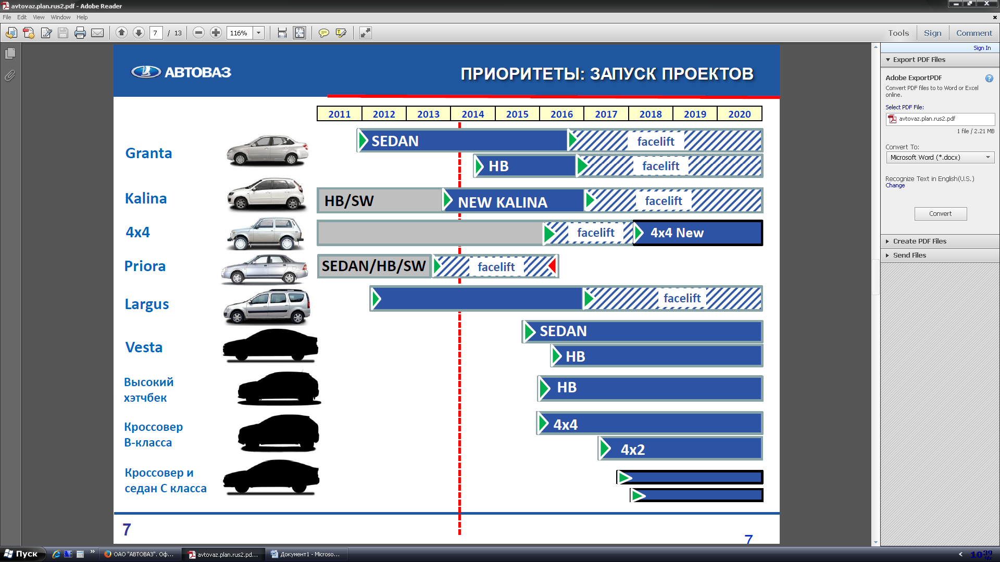 avtovaz.plan.rus2.pdf - Adobe Reader
File Edit View Window Help
7 / 13 116% Tools Sign Comment
Sign In
АВТОВАЗ
ПРИОРИТЕТЫ: ЗАПУСК ПРОЕКТОВ
2011 2012 2013 2014 2015 2016 2017 2018 2019 2020
Granta
SEDAN facelift
HB facelift
Kalina
HB/SW NEW KALINA facelift
4x4
facelift 4x4 New
Priora
SEDAN/HB/SW facelift
Largus
facelift
Vesta
SEDAN
HB
Высокий
хэтчбек
HB
Кроссовер
В-класса
4x4
4x2
Кроссовер и
седан С класса
7
7
Export PDF Files
Adobe ExportPDF
Convert PDF files to to Word or Excel
online.
Select PDF File:
avtovaz.plan.rus2.pdf
1 file / 2.21 MB
Convert To:
Microsoft Word (*.docx)
Recognize Text in English(U.S.)
Change
Convert
Create PDF Files
Send Files
Пуск
ОАО "АВТОВАЗ". Оф...
avtovaz.plan.rus2.pd...
Документ1 - Microso...
10 39